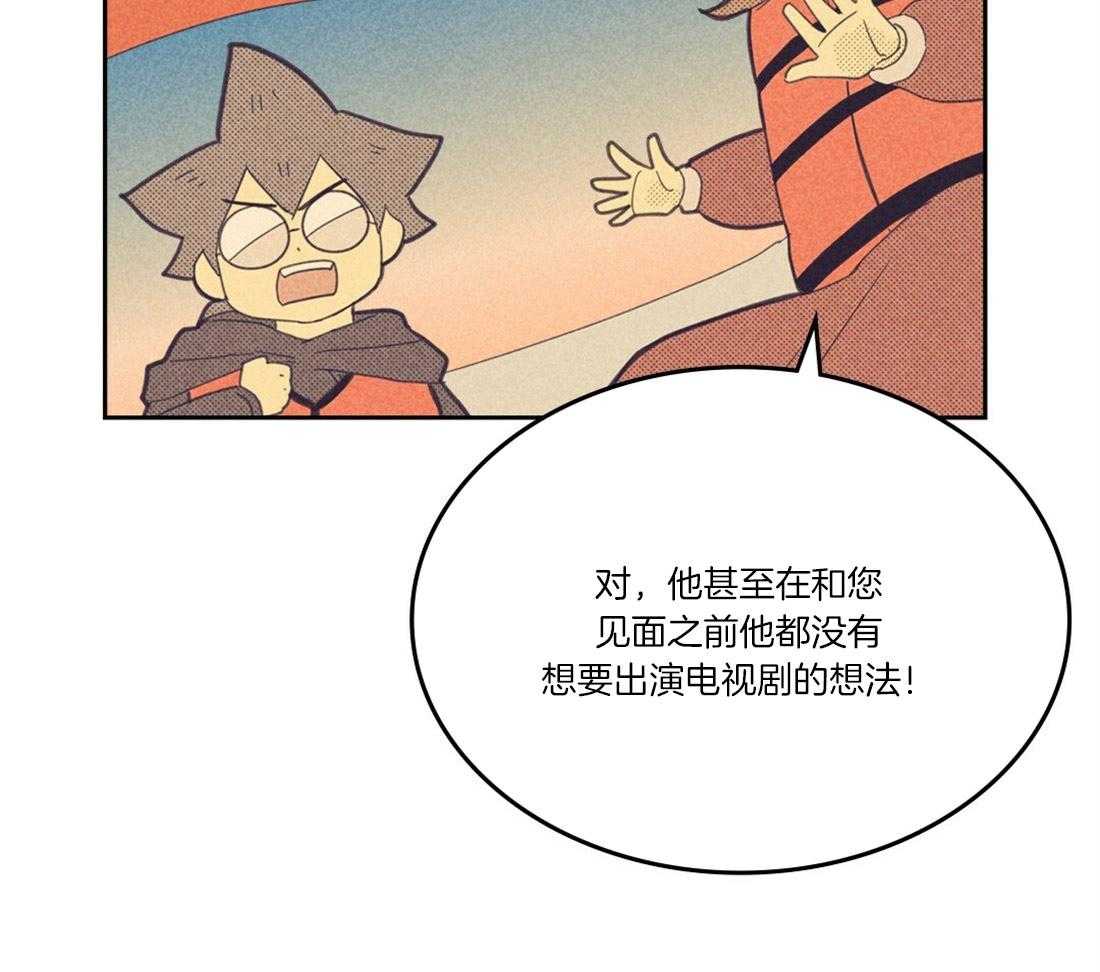 对，他甚至在和您
见面之前他都没有
想要出演电视剧的想法！